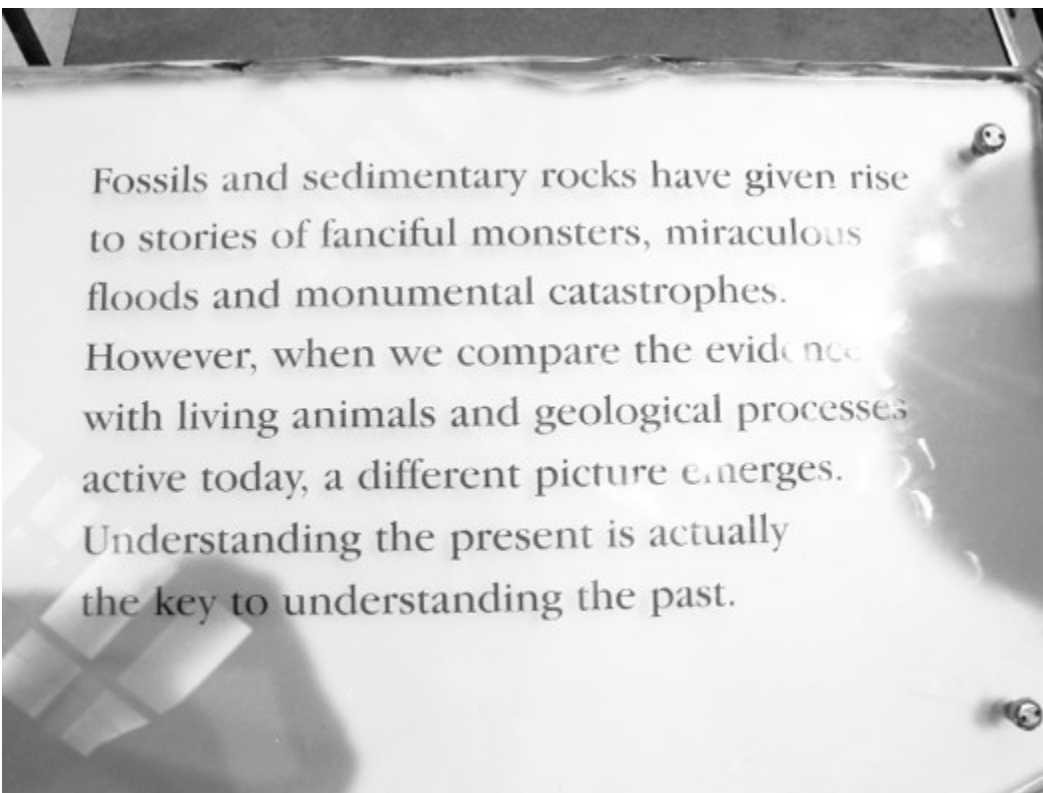 Fossils and sedimentary rocks have given rise
to stories of fanciful monsters, miraculous
floods and monumental catastrophes.
However, when we compare the evidence
with living animals and geological processes
active today, a different picture emerges.
Understanding the present is actually
the key to understanding the past.